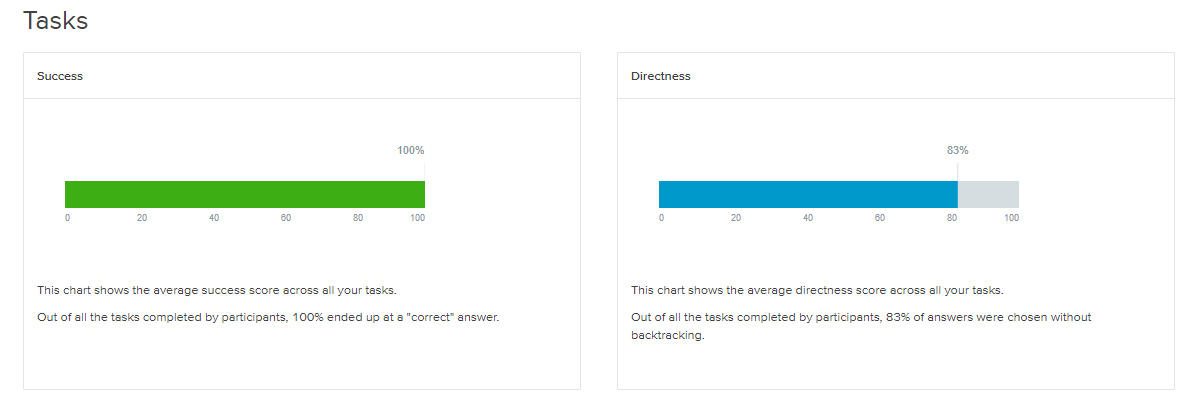 Tasks
Success
100%
0 20 40 60 80 100
This chart shows the average success score across all your tasks.
Out of all the tasks completed by participants, 100% ended up at a "correct" answer.
Directness
83%
0 20 40 60 80 100
This chart shows the average directness score across all your tasks.
Out of all the tasks completed by participants, 83% of answers were chosen without
backtracking.